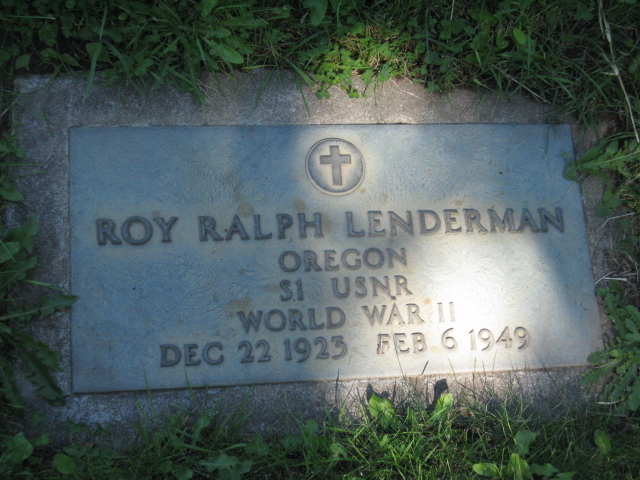 ROY RALPH LENDERMAN
OREGON
S1 USNR
WORLD WAR II
DEC 22 1923 FEB 6 1949